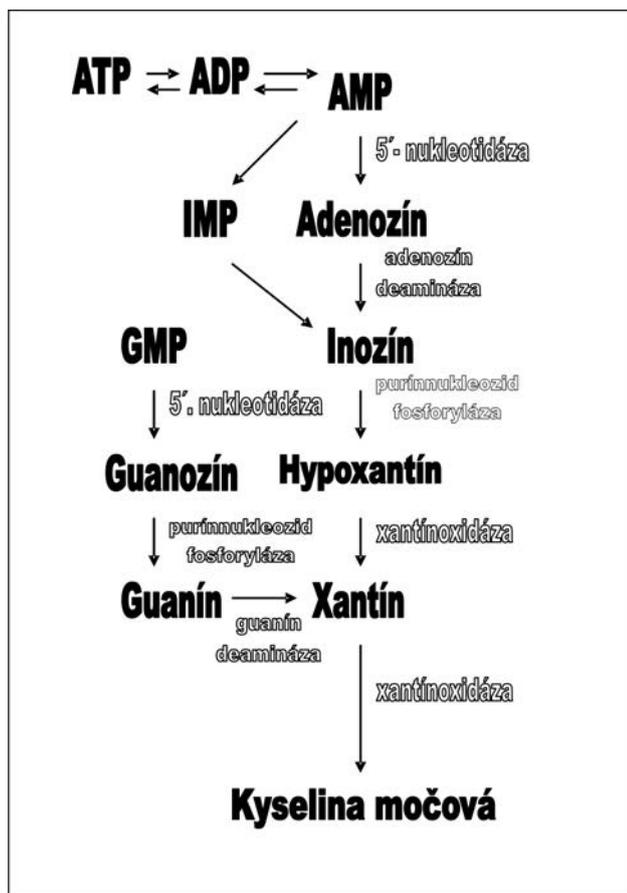 ATP ADP AMP
5´- nukleotidáza
IMP Adenozín
adenozín
deamináza
GMP Inozín
purínnukleozid
fosforyláza
5´. nukleotidáza
Guanozín Hypoxantín
purínnukleozid
fosforyláza
xantínoxidáza
Guanín Xantín
guanín
deamináza
xantínoxidáza
Kyselina močová